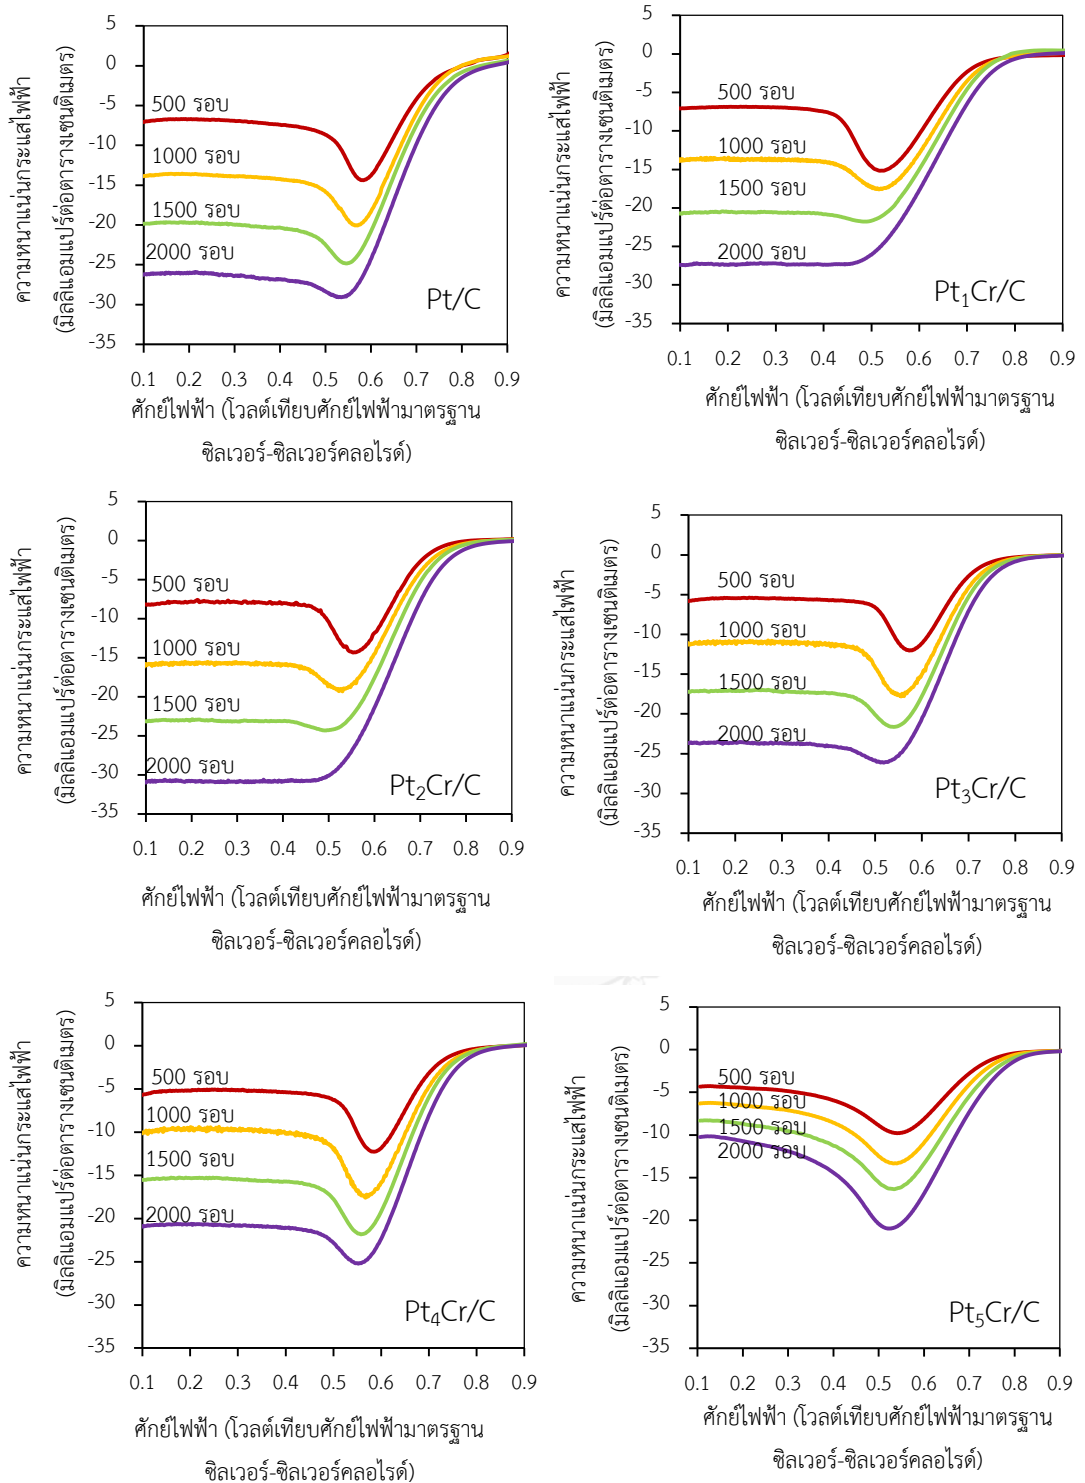 ความหนาแน่นกระแสไฟฟ้า
(มิลลิแอมแปร์ต่อตารางเซนติเมตร)
5
0
-5
-10
-15
-20
-25
-30
-35
500 รอบ
1000 รอบ
1500 รอบ
2000 รอบ
Pt/C
0.1 0.2 0.3 0.4 0.5 0.6 0.7 0.8 0.9
ศักย์ไฟฟ้า (โวลต์เทียบศักย์ไฟฟ้ามาตรฐาน
ซิลเวอร์-ซิลเวอร์คลอไรด์)
ความหนาแน่นกระแสไฟฟ้า
(มิลลิแอมแปร์ต่อตารางเซนติเมตร)
5
0
-5
-10
-15
-20
-25
-30
-35
500 รอบ
1000 รอบ
1500 รอบ
2000 รอบ
Pt₁Cr/C
0.1 0.2 0.3 0.4 0.5 0.6 0.7 0.8 0.9
ศักย์ไฟฟ้า (โวลต์เทียบศักย์ไฟฟ้ามาตรฐาน
ซิลเวอร์-ซิลเวอร์คลอไรด์)
ความหนาแน่นกระแสไฟฟ้า
(มิลลิแอมแปร์ต่อตารางเซนติเมตร)
5
0
-5
-10
-15
-20
-25
-30
-35
500 รอบ
1000 รอบ
1500 รอบ
2000 รอบ
Pt₂Cr/C
0.1 0.2 0.3 0.4 0.5 0.6 0.7 0.8 0.9
ศักย์ไฟฟ้า (โวลต์เทียบศักย์ไฟฟ้ามาตรฐาน
ซิลเวอร์-ซิลเวอร์คลอไรด์)
ความหนาแน่นกระแสไฟฟ้า
(มิลลิแอมแปร์ต่อตารางเซนติเมตร)
5
0
-5
-10
-15
-20
-25
-30
-35
500 รอบ
1000 รอบ
1500 รอบ
2000 รอบ
Pt₃Cr/C
0.1 0.2 0.3 0.4 0.5 0.6 0.7 0.8 0.9
ศักย์ไฟฟ้า (โวลต์เทียบศักย์ไฟฟ้ามาตรฐาน
ซิลเวอร์-ซิลเวอร์คลอไรด์)
ความหนาแน่นกระแสไฟฟ้า
(มิลลิแอมแปร์ต่อตารางเซนติเมตร)
5
0
-5
-10
-15
-20
-25
-30
-35
500 รอบ
1000 รอบ
1500 รอบ
2000 รอบ
Pt₄Cr/C
0.1 0.2 0.3 0.4 0.5 0.6 0.7 0.8 0.9
ศักย์ไฟฟ้า (โวลต์เทียบศักย์ไฟฟ้ามาตรฐาน
ซิลเวอร์-ซิลเวอร์คลอไรด์)
ความหนาแน่นกระแสไฟฟ้า
(มิลลิแอมแปร์ต่อตารางเซนติเมตร)
5
0
-5
-10
-15
-20
-25
-30
-35
500 รอบ
1000 รอบ
1500 รอบ
2000 รอบ
Pt₅Cr/C
0.1 0.2 0.3 0.4 0.5 0.6 0.7 0.8 0.9
ศักย์ไฟฟ้า (โวลต์เทียบศักย์ไฟฟ้ามาตรฐาน
ซิลเวอร์-ซิลเวอร์คลอไรด์)